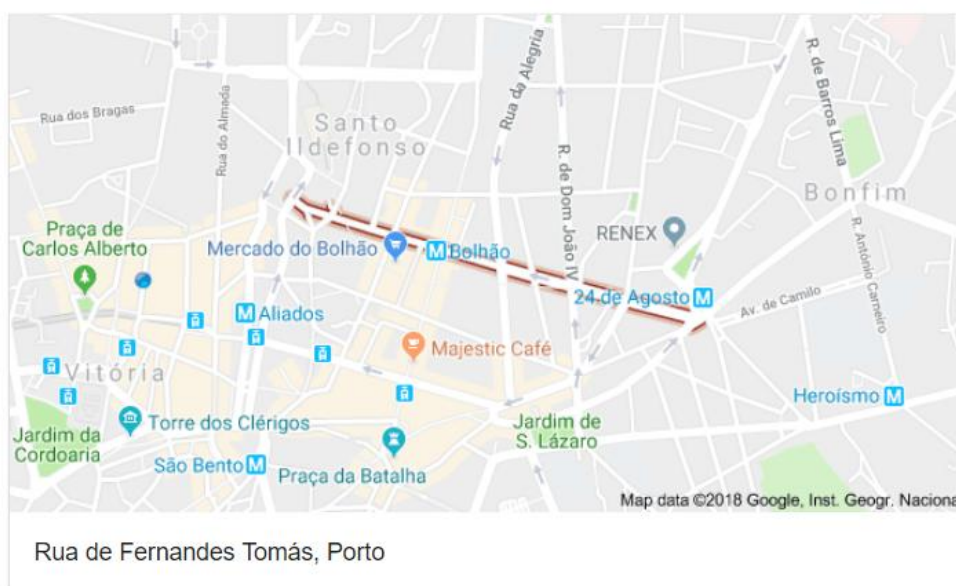 Rua da Alegria
R. de Barros Lima
Rua dos Bragas
Rua do Almada
Santo
Ildefonso
R. de Dom João IV
Bonfim
Praça de
Carlos Alberto
Mercado do Bolhão
M Bolhão
RENEX
R. António Carneiro
24 de Agosto M
Av. de Camilo
M Aliados
Majestic Café
Vitória
Heroísmo M
Torre dos Clérigos
Jardim de
S. Lázaro
Jardim da
Cordoaria
São Bento M
Praça da Batalha
Map data ©2018 Google, Inst. Geogr. Naciona
Rua de Fernandes Tomás, Porto